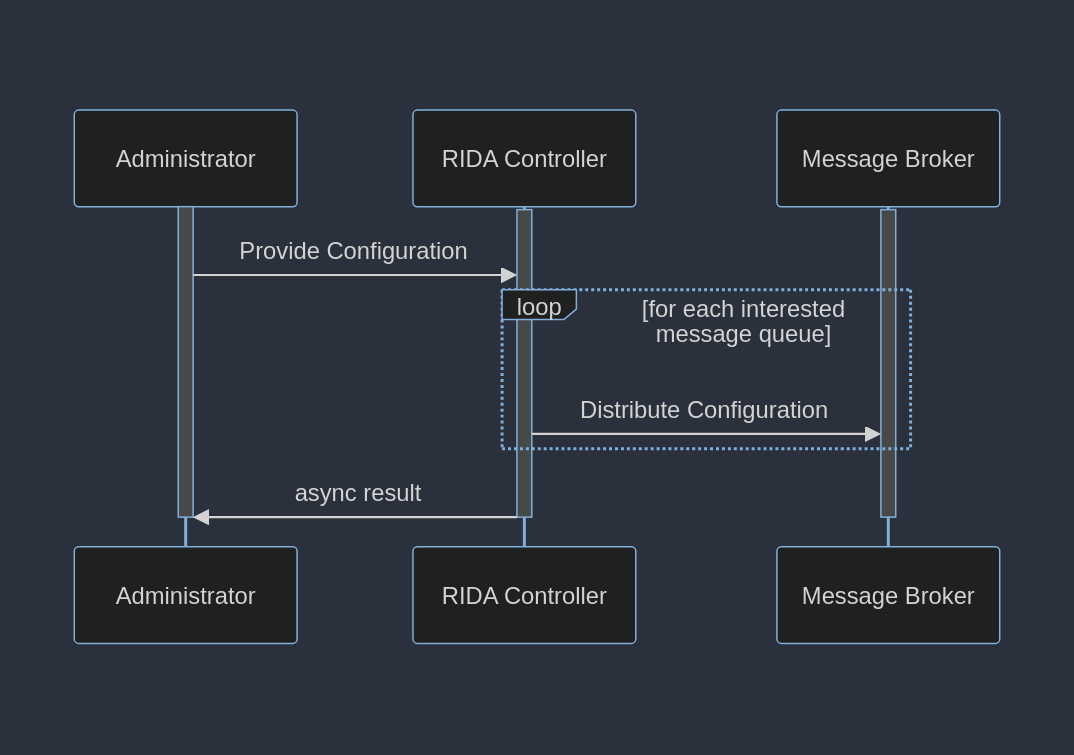 Administrator
RIDA Controller
Message Broker
Provide Configuration
loop
[for each interested
message queue]
Distribute Configuration
async result
Administrator
RIDA Controller
Message Broker